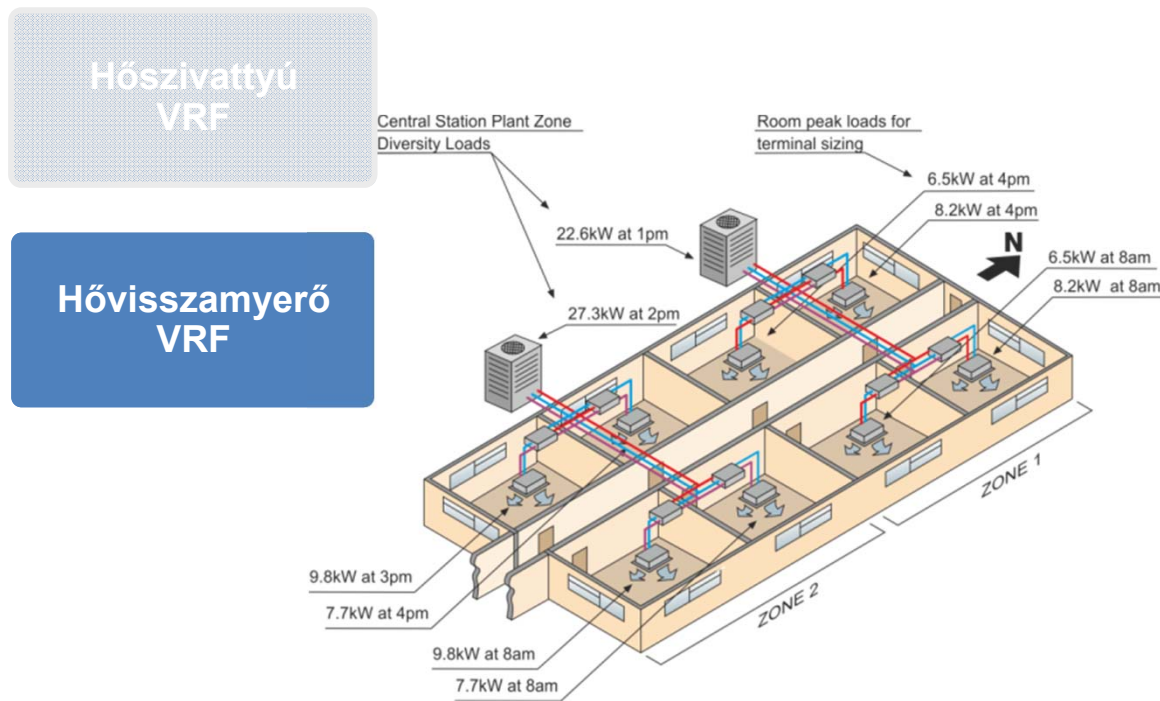 Hőszivattyú
VRF
Hővisszamyerő
VRF
Central Station Plant Zone
Diversity Loads
Room peak loads for
terminal sizing
6.5kW at 4pm
8.2kW at 4pm
22.6kW at 1pm
N
6.5kW at 8am
8.2kW at 8am
27.3kW at 2pm
ZONE 1
9.8kW at 3pm
7.7kW at 4pm
ZONE 2
9.8kW at 8am
7.7kW at 8am